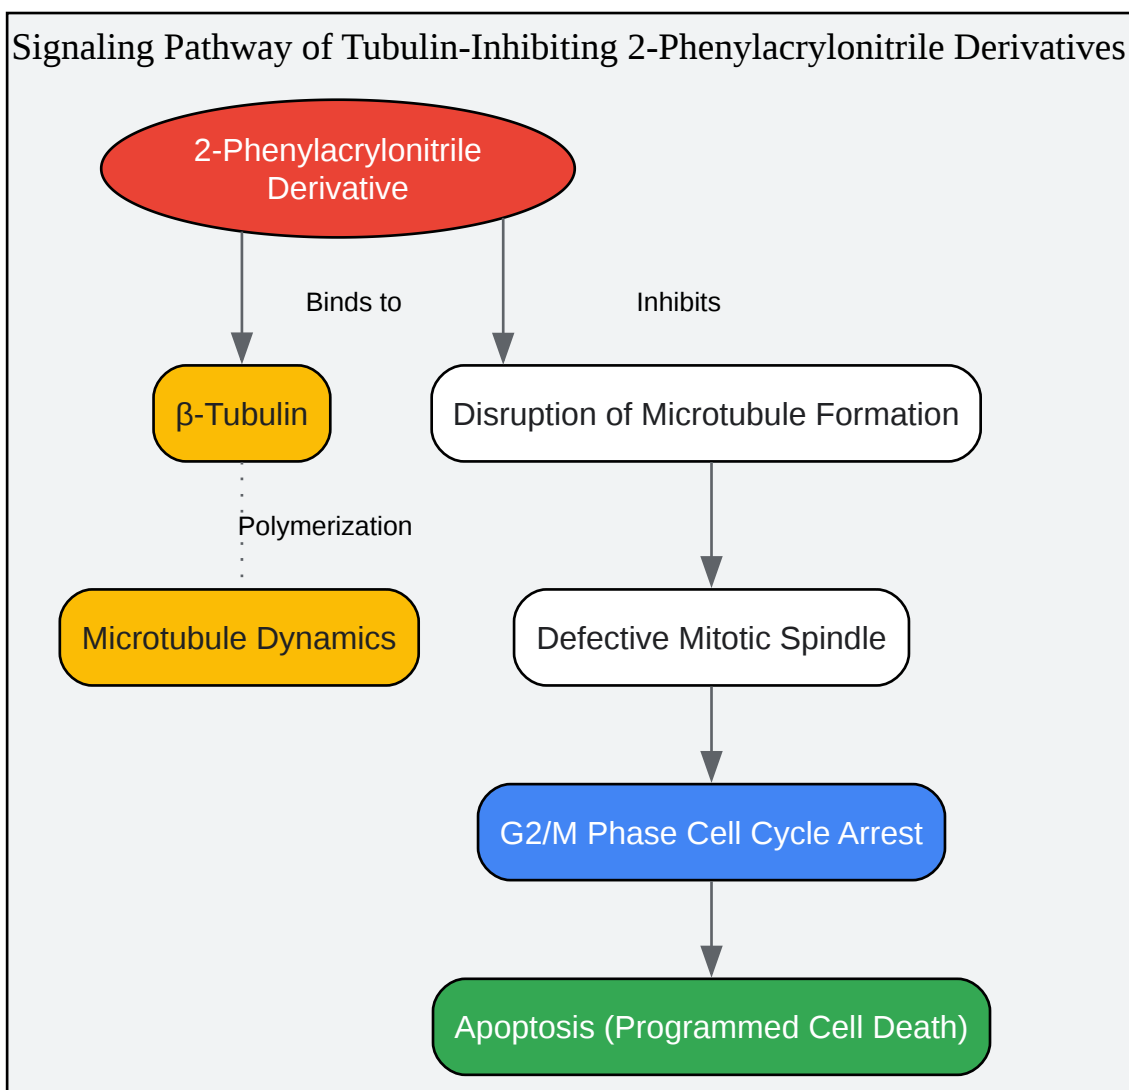 Signaling Pathway of Tubulin-Inhibiting 2-Phenylacrylonitrile Derivatives
2-Phenylacrylonitrile
Derivative
Binds to
Inhibits
β-Tubulin
Disruption of Microtubule Formation
Polymerization
Microtubule Dynamics
Defective Mitotic Spindle
G2/M Phase Cell Cycle Arrest
Apoptosis (Programmed Cell Death)